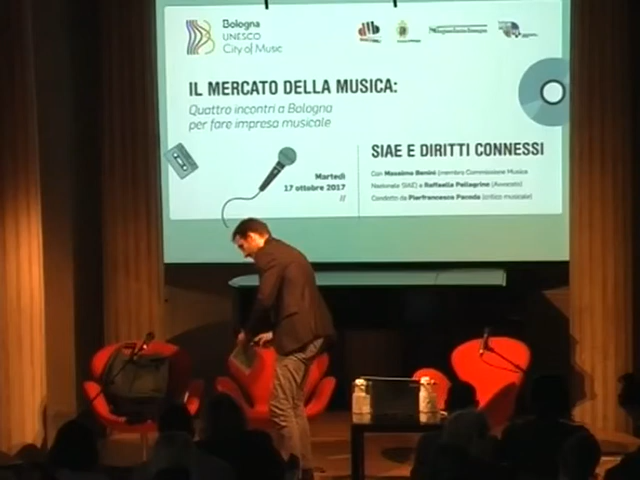 Bologna
UNESCO
City of Music
IL MERCATO DELLA MUSICA:
Quattro incontri a Bologna
per fare impresa musicale
Martedì
17 ottobre 2017
//
SIAE E DIRITTI CONNESSI
Con Massimo Benini (membro Commissione Musica
Nazionale SIAE) e Raffaella Pellegrino (Avvocato)
Condotto da Pierfrancesco Pacoda (critico musicale)